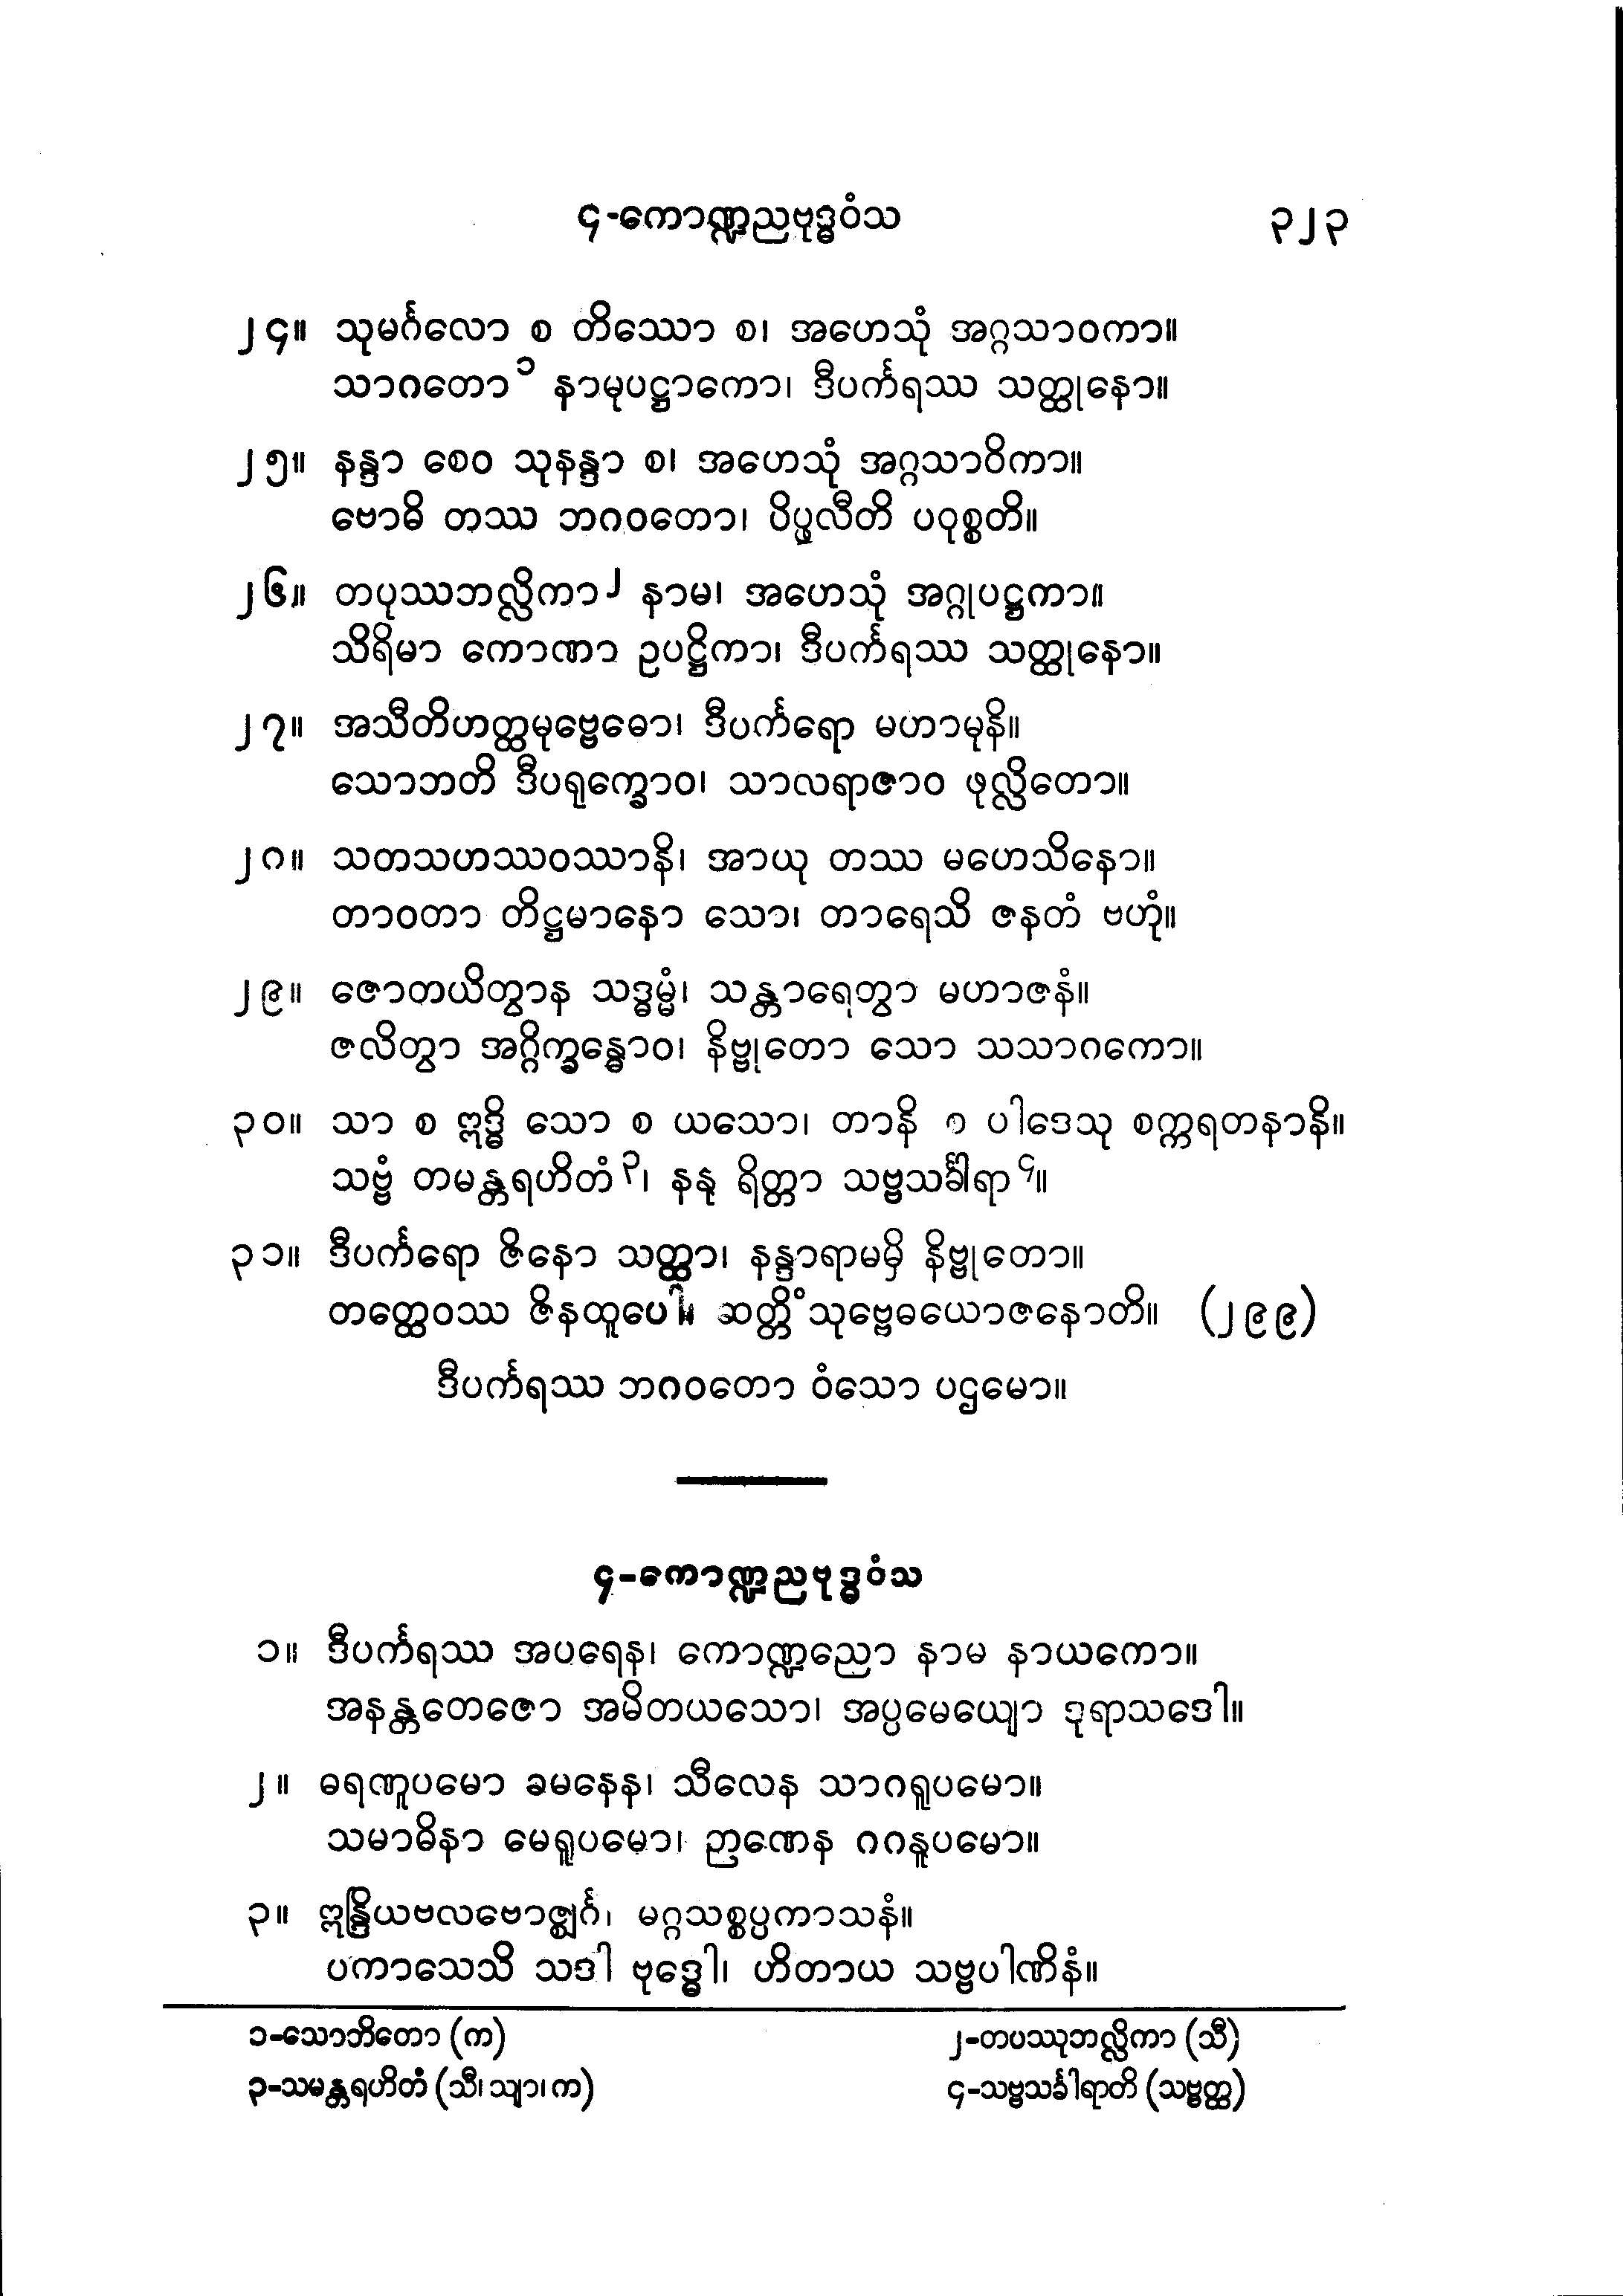 ၄-ကောဏ္ဍညဗုဒ္ဓဝံသ ၃၂၃
၂၄။ သုမင်္ဂလော စ တိဿော စ၊ အဟေသုံ အဂ္ဂသာဝကာ။
သာဂတော၁ နာမုပဋ္ဌာကော၊ ဒီပင်္ကရဿ သတ္ထုနော။
၂၅။ နန္ဒာ စေဝ သုနန္ဒာ စ၊ အဟေသုံ အဂ္ဂသာဝိကာ။
ဗောဓိ တဿ ဘဂဝတော၊ ပိပ္ဖလီတိ ပဝုစ္စတိ။
၂၆။ တပုဿဘလ္လိကာ၂ နာမ၊ အဟေသုံ အဂ္ဂုပဋ္ဌကာ။
သိရိမာ ကောဏာ ဥပဋ္ဌိကာ၊ ဒီပင်္ကရဿ သတ္ထုနော။
၂၇။ အသီတိဟတ္ထမုဗ္ဗေဓော၊ ဒီပင်္ကရော မဟာမုနိ။
သောဘတိ ဒီပရုက္ခောဝ၊ သာလရာဇာဝ ဖုလ္လိတော။
၂၈။ သတသဟဿဝဿာနိ၊ အာယု တဿ မဟေသိနော။
တာဝတာ တိဋ္ဌမာနော သော၊ တာရေသိ ဇနတံ ဗဟုံ။
၂၉။ ဇောတယိတွာန သဒ္ဓမ္မံ၊ သန္တာရေတွာ မဟာဇနံ။
ဇလိတွာ အဂ္ဂိက္ခန္ဓောဝ၊ နိဗ္ဗုတော သော သသာဝကော။
၃၀။ သာ စ ဣဒ္ဓိ သော စ ယသော၊ တာနိ စ ပါဒေသု စက္ကရတနာနိ။
သဗ္ဗံ တမန္တရဟိတံ၃၊ နနု ရိတ္တာ သဗ္ဗသင်္ခါရာ၄။
၃၁။ ဒီပင်္ကရော ဇိနော သတ္ထာ၊ နန္ဒာရာမမှိ နိဗ္ဗုတော။
တတ္ထေဝဿ ဇိနထူပေါ။ ဆတ္တိံသုဗ္ဗေဓယောဇနောတိ။ (၂၉၉)
ဒီပင်္ကရဿ ဘဂဝတော ဝံသော ပဌမော။
၄-ကောဏ္ဍညဗုဒ္ဓဝံသ
၁။ ဒီပင်္ကရဿ အပရေန၊ ကောဏ္ဍညော နာမ နာယကော။
အနန္တတေဇော အမိတယသော၊ အပ္ပမေယျော ဒုရာသဒေါ။
၂။ ဓရဏူပမော ခမနေန၊ သီလေန သာဂရူပမော။
သမာဓိနာ မေရူပမော၊ ဉာဏေန ဂဂနူပမော။
၃။ ဣန္ဒြိယဗလဗောဇ္ဈင်္ဂ၊ မဂ္ဂသစ္စပ္ပကာသနံ။
ပကာသေသိ သဒါ ဗုဒ္ဓေါ၊ ဟိတာယ သဗ္ဗပါဏိနံ။
၁-သောဘိတော (က) ၂-တပဿုဘလ္လိကာ (သီ)
၃-သမန္တရဟိတံ (သီ၊ သျာ၊ က) ၄-သဗ္ဗသင်္ခါရာတိ (သဗ္ဗတ္ထ)